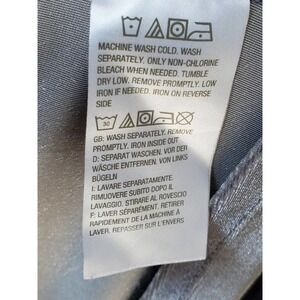 MACHINE WASH COLD. WASH
SEPARATELY. ONLY NON-CHLORINE
BLEACH WHEN NEEDED. TUMBLE
DRY LOW. REMOVE PROMPTLY. LOW
IRON IF NEEDED. IRON ON REVERSE
SIDE
30
GB: WASH SEPARATELY. REMOVE
PROMPTLY. IRON INSIDE OUT
D: SEPARAT WASCHEN. VOR DER
WÄSCHE ENTFERNEN. VON LINKS
BÜGELN
I: LAVARE SEPARATAMENTE.
RIMUOVERE SUBITO DOPO IL
LAVAGGIO. STIRARE SI ROVESCIO
F: LAVER SÉPARÉMENT. RETIRER
RAPIDEMENT DE LA MACHINE À
LAVER. REPASSER SUR L'ENVERS